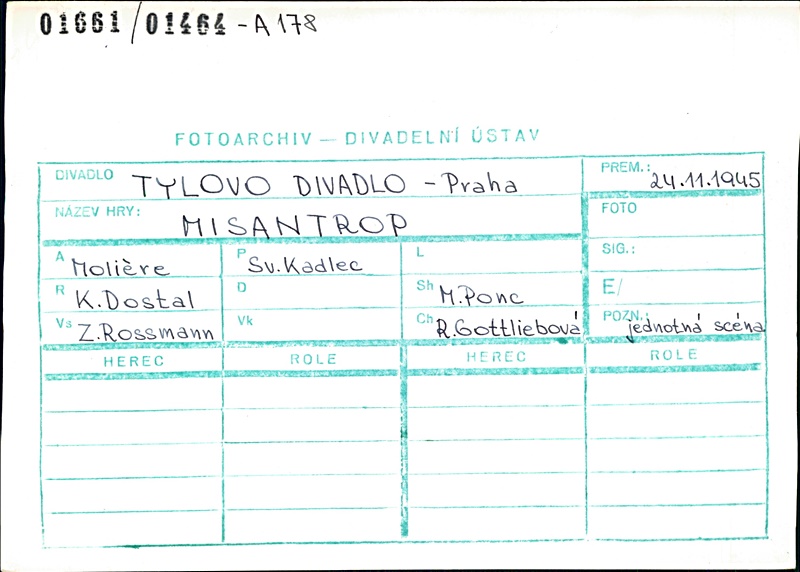 01661/01464-A178
FOTOARCHIV — DIVADELNÍ ÚSTAV
DIVADLO TYLOVO DIVADLO - Praha
PREM.: 24.11.1945
NÁZEV HRY: MISANTROP
FOTO
A Molière
P Sv. Kadlec
L
SIG.:
R K. Dostal
D
Sh M. Ponc
E/
Vs Z. Rossmann
Vk
Ch R. Gottliebová
POZN.: jednotná scéna
HEREC ROLE HEREC ROLE